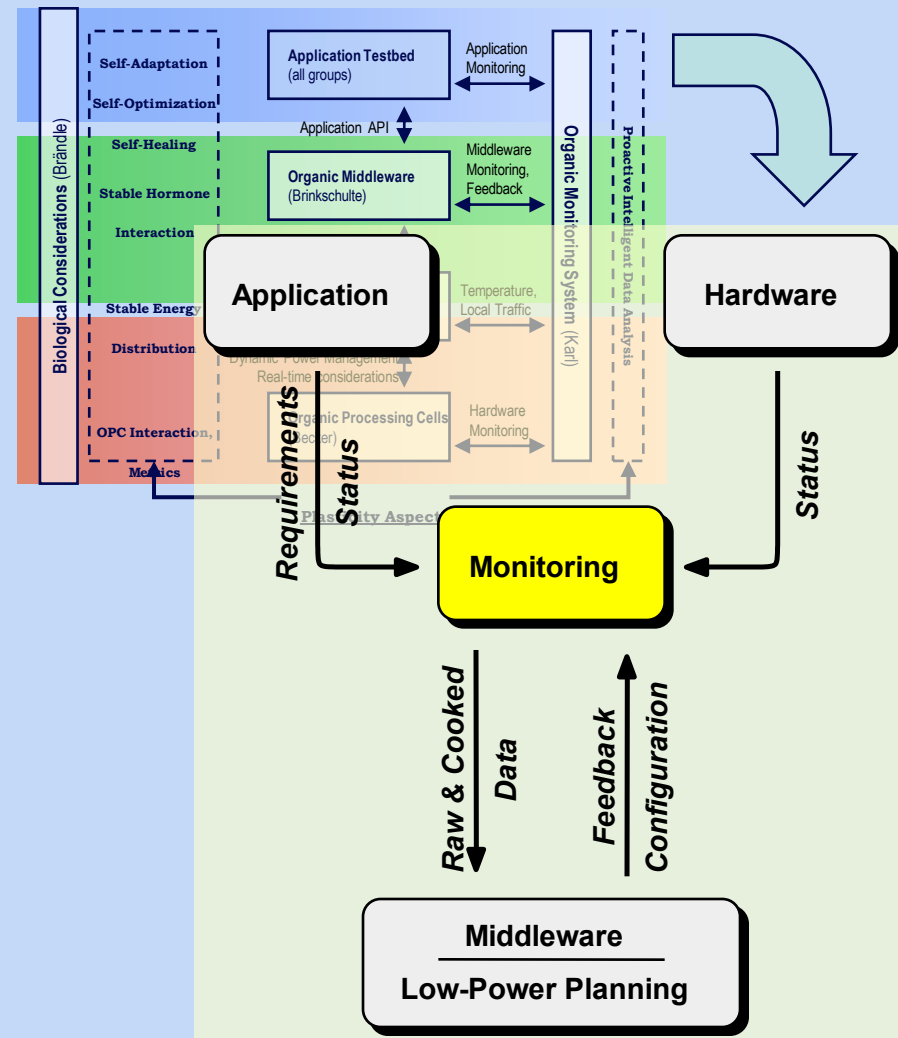 Biological Considerations (Brändle)
Self-Adaptation
Self-Optimization
Self-Healing
Stable Hormone
Interaction
Stable Energy
Distribution
OPC Interaction,
Metrics
Application Testbed
(all groups)
Application
Monitoring
Application API
Organic Middleware
(Brinkschulte)
Middleware
Monitoring,
Feedback
Temperature,
Local Traffic
Dynamic Power Management
Real-time considerations
Organic Processing Cells
Hardware
Monitoring
Organic Monitoring System (Karl)
Proactive Intelligent Data Analysis
Plasticity Aspect
Application
Hardware
Requirements
Status
Status
Monitoring
Raw & Cooked
Data
Feedback
Configuration
Middleware
Low-Power Planning